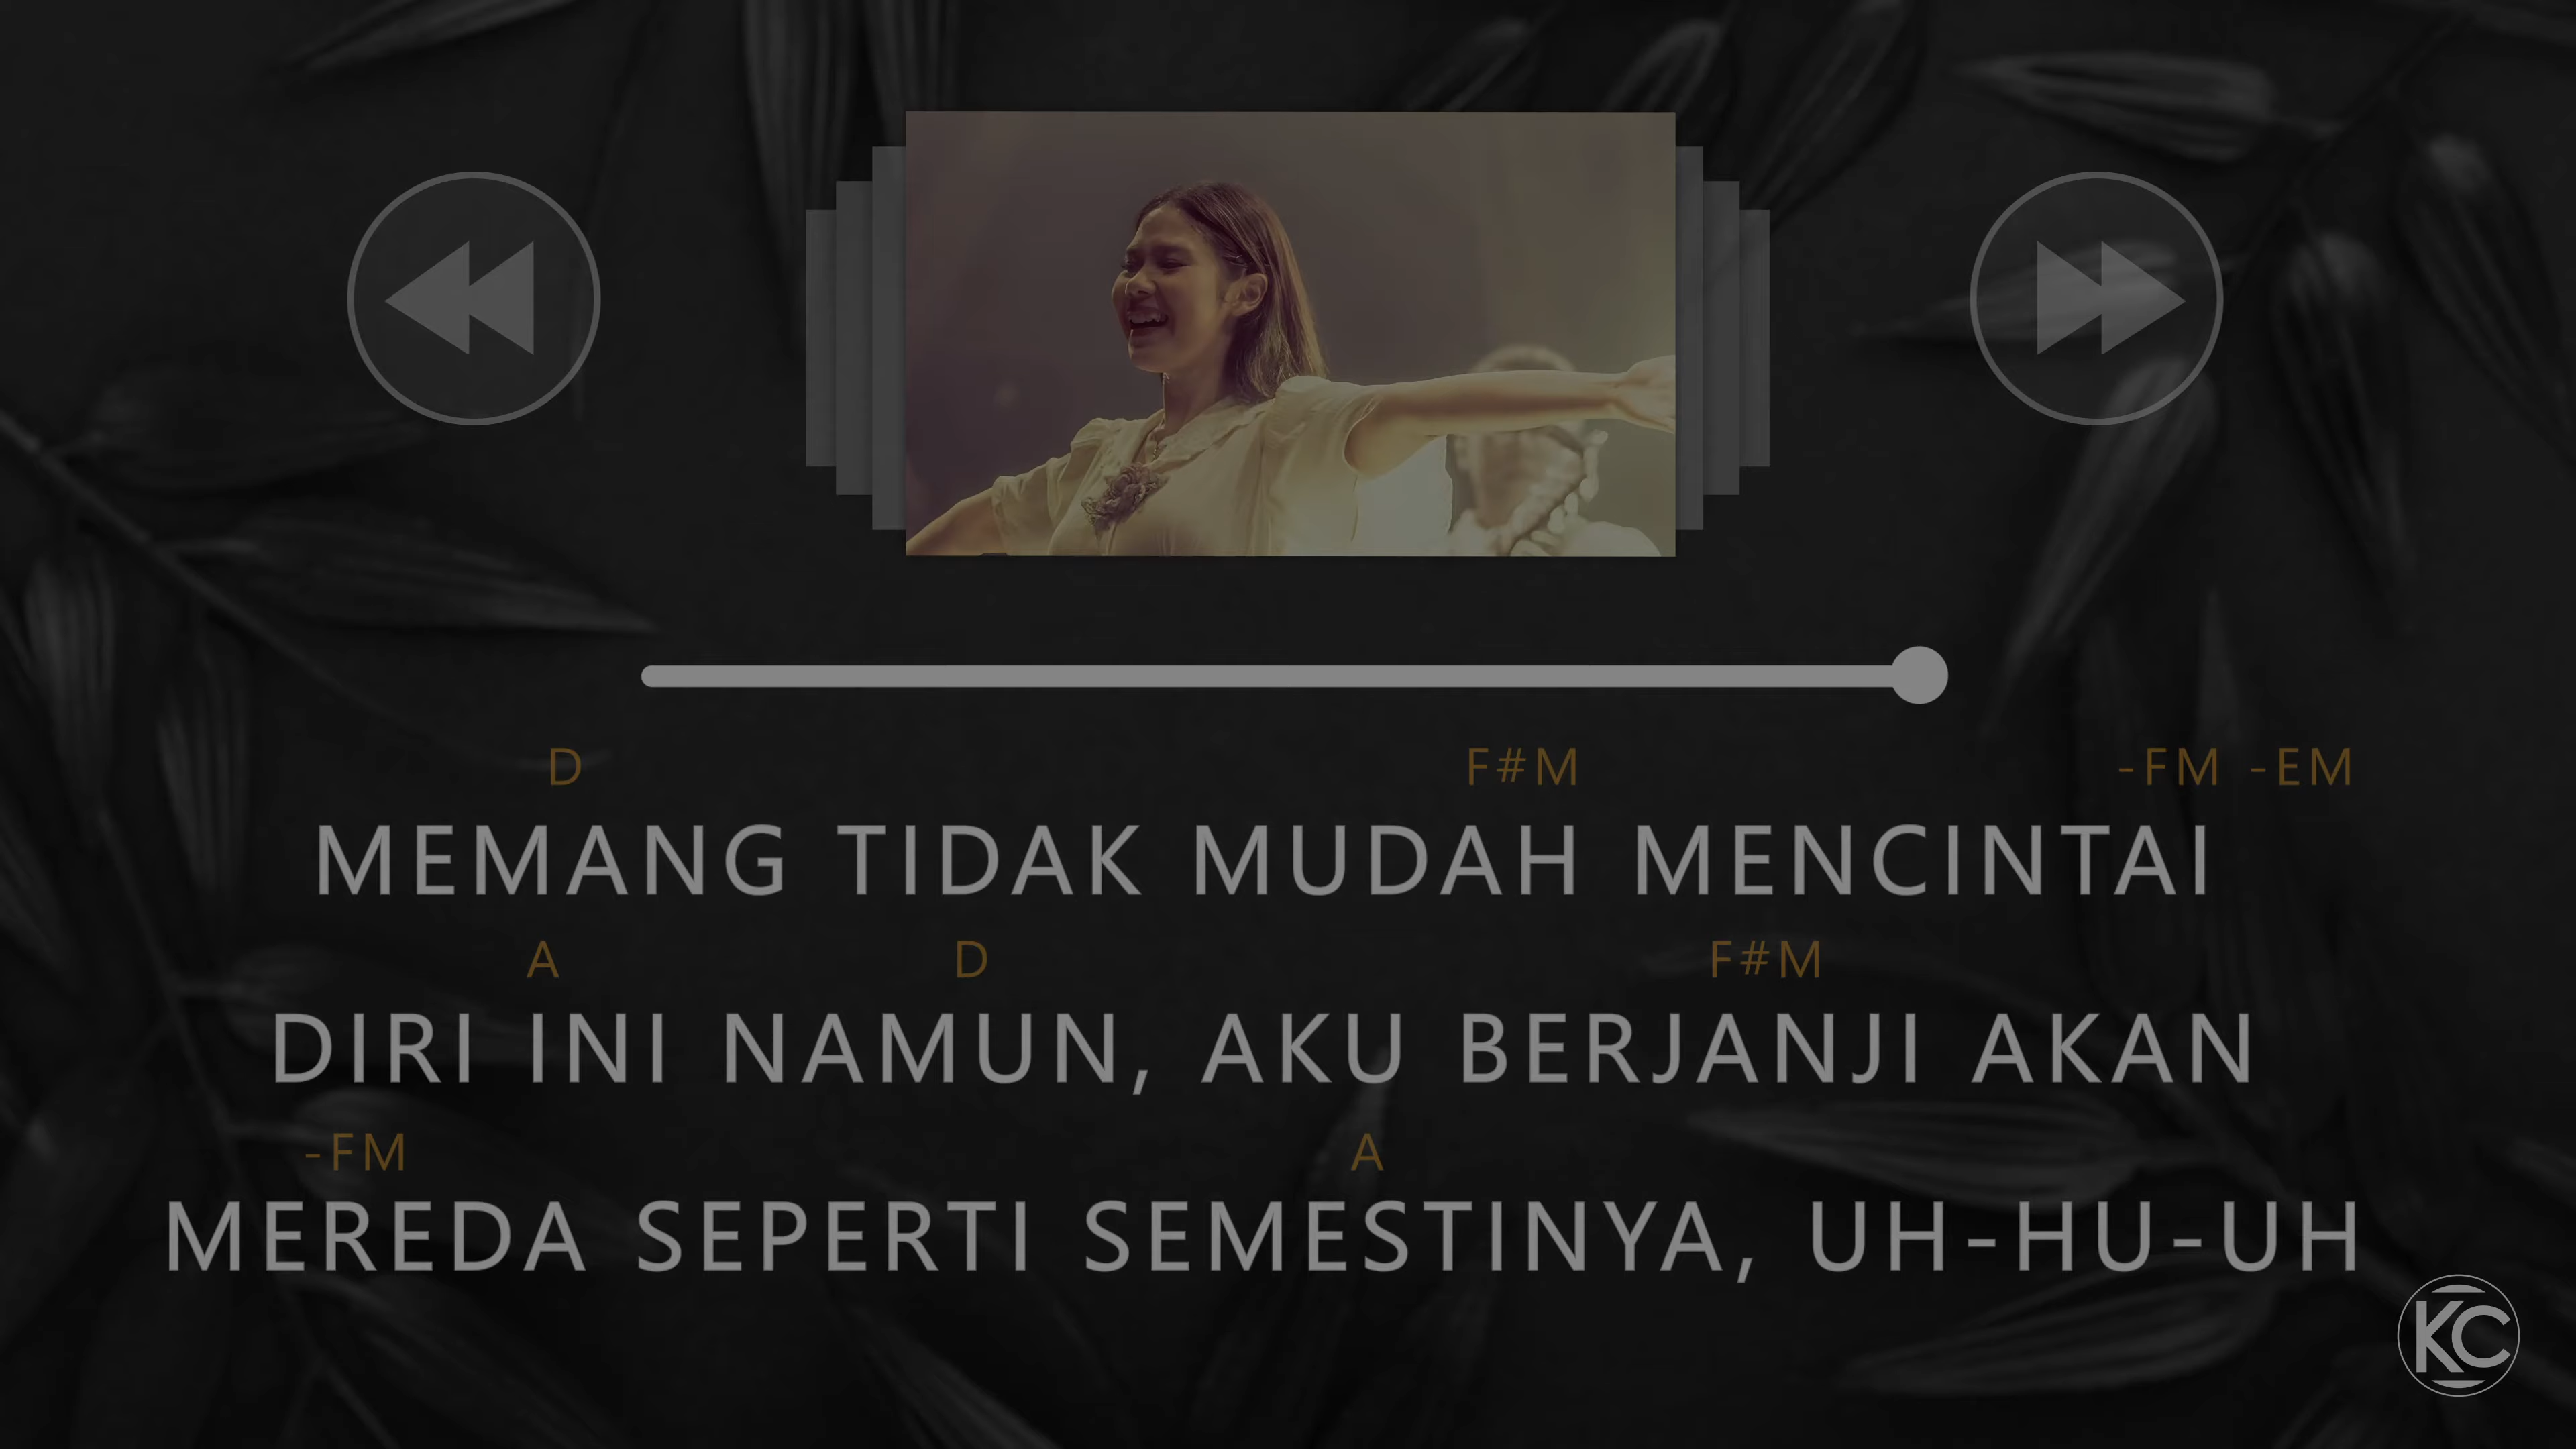 D F#M -FM -EM
MEMANG TIDAK MUDAH MENCINTAI
A D F#M
DIRI INI NAMUN, AKU BERJANJI AKAN
-FM A
MEREDA SEPERTI SEMESTINYA, UH-HU-UH
KC